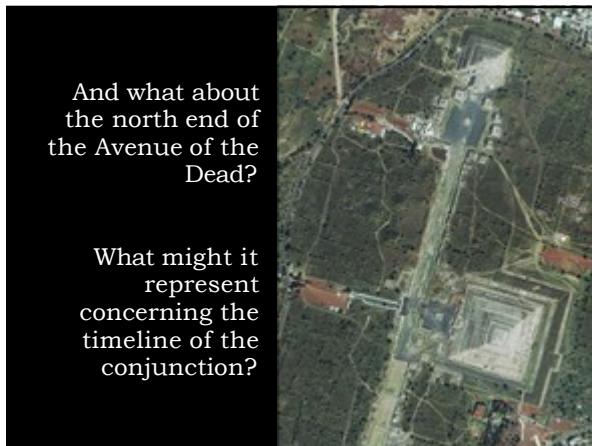 And what about
the north end of
the Avenue of the
Dead?
What might it
represent
concerning the
timeline of the
conjunction?